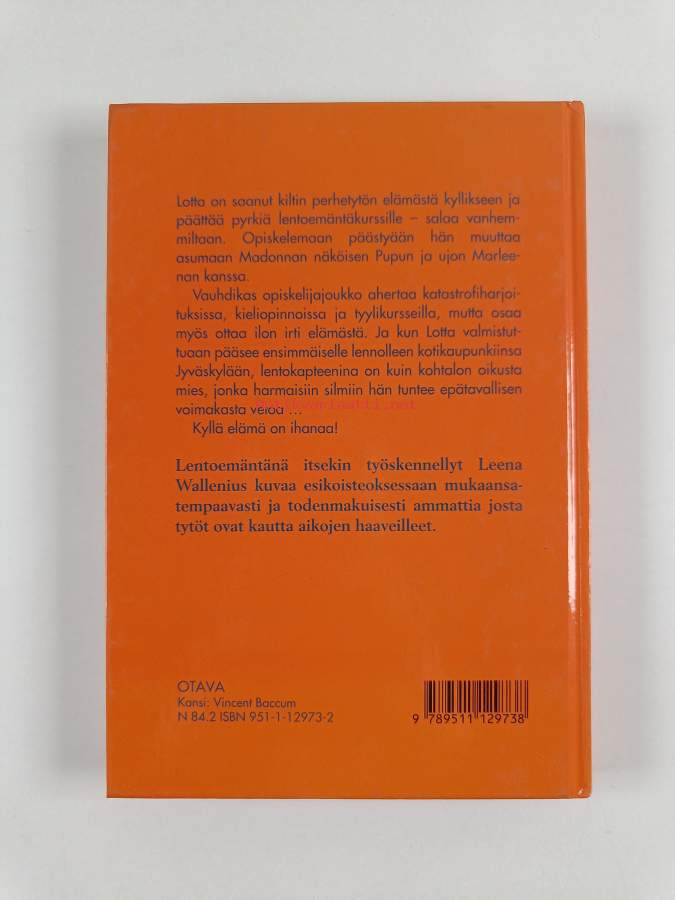 Lotta on saanut kiltin perhetytön elämästä kyllikseen ja
päättää pyrkiä lentoemäntäkurssille – salaa vanhem-
miltaan. Opiskelemaan päästyään hän muuttaa
asumaan Madonnan näköisen Pupun ja ujon Marlee-
nan kanssa.
Vauhdikas opiskelijajoukko ahertaa katastrofiharjoi-
tuksissa, kieliopinnoissa ja tyylikursseilla, mutta osaa
myös ottaa ilon irti elämästä. Ja kun Lotta valmistut-
tuaan pääsee ensimmäiselle lennolleen kotikaupunkiinsa
Jyväskylään, lentokapteenina on kuin kohtalon oikusta
mies, jonka harmaisiin silmiin hän tuntee epätavallisen
voimakasta vetoa ...
Kyllä elämä on ihanaa!
Lentoemäntänä itsekin työskennellyt Leena
Wallenius kuvaa esikoisteoksessaan mukaansa-
tempaavasti ja todenmakuisesti ammattia josta
tytöt ovat kautta aikojen haaveilleet.
OTAVA
Kansi: Vincent Baccum
N 84.2 ISBN 951-1-12973-2
9 789511 129738